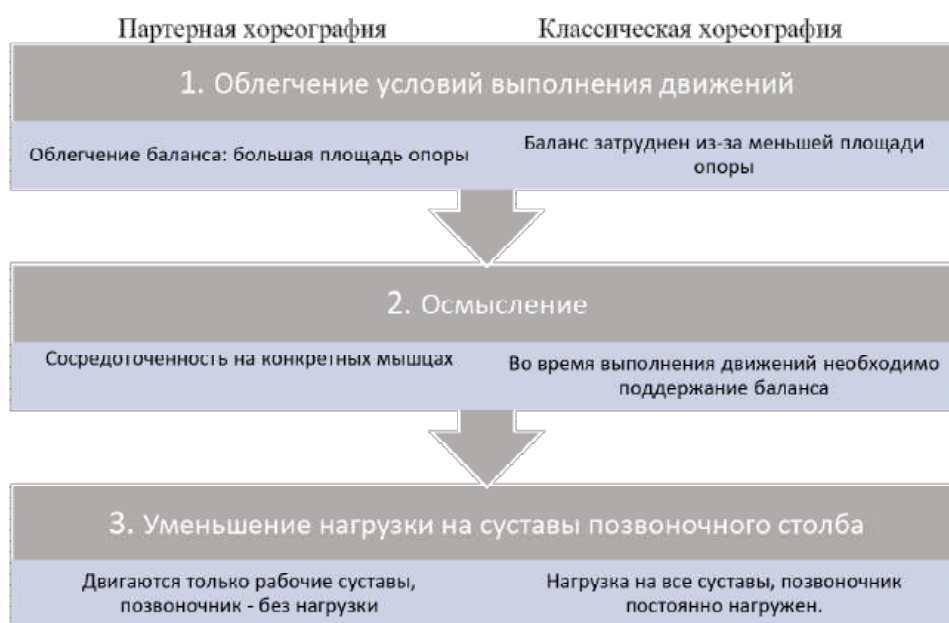 Партерная хореография Классическая хореография
1. Облегчение условий выполнения движений
Облегчение баланса: большая площадь опоры
Баланс затруднен из-за меньшей площади
опоры
2. Осмысление
Сосредоточенность на конкретных мышцах
Во время выполнения движений необходимо
поддержание баланса
3. Уменьшение нагрузки на суставы позвоночного столба
Двигаются только рабочие суставы,
позвоночник - без нагрузки
Нагрузка на все суставы, позвоночник
постоянно нагружен.